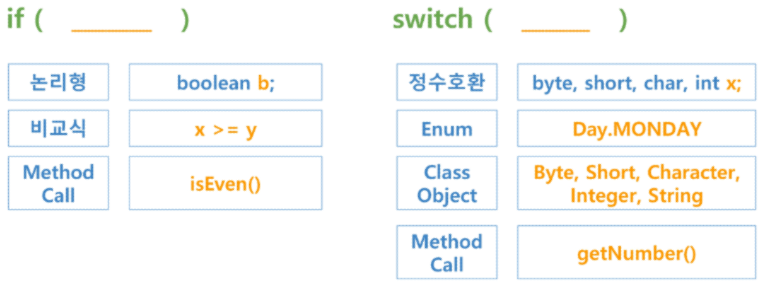 if ( ______ )
논리형
boolean b;
비교식
x >= y
Method
Call
isEven()
switch ( _____ )
정수호환
byte, short, char, int x;
Enum
Day.MONDAY
Class
Object
Byte, Short, Character,
Integer, String
Method
Call
getNumber()